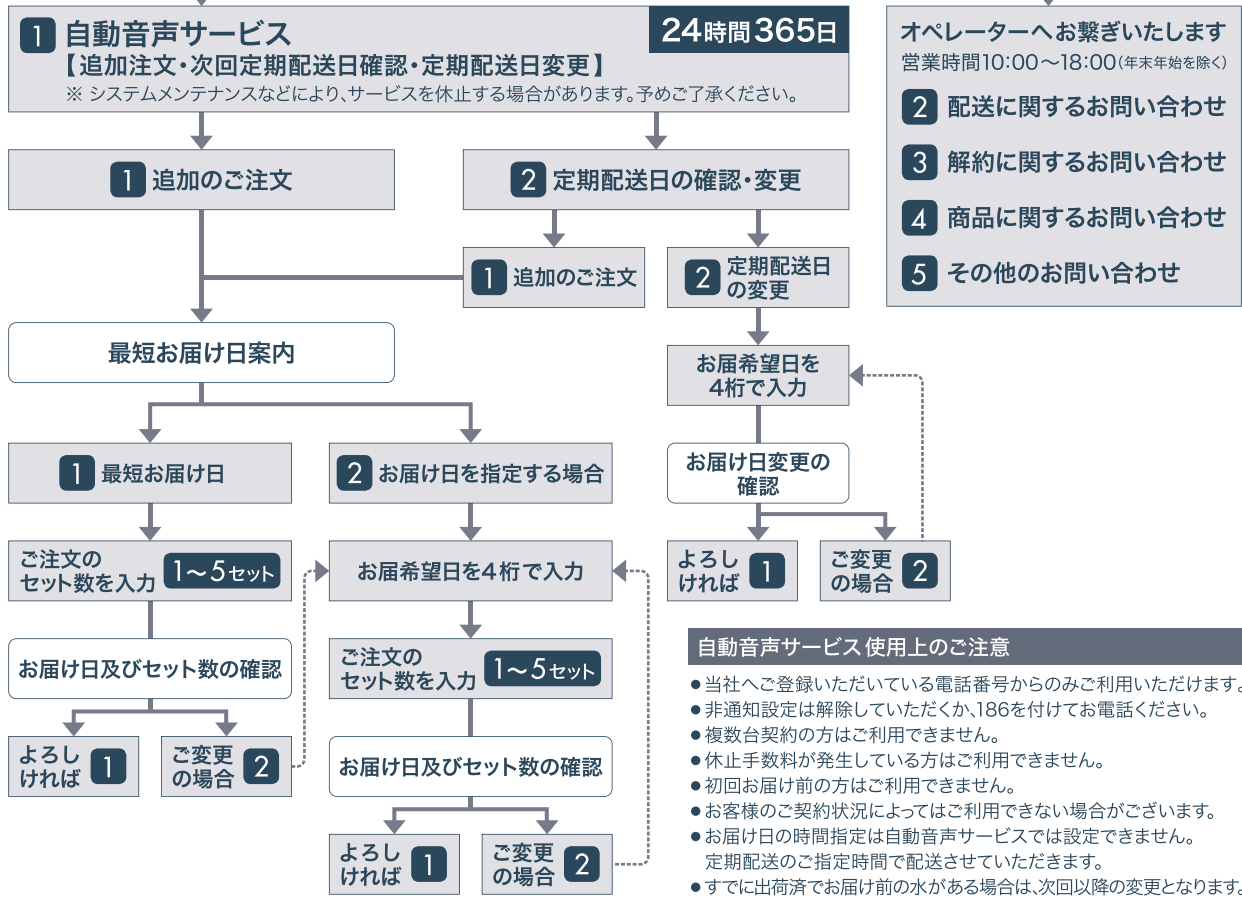 1 自動音声サービス 24時間365日
【追加注文・次回定期配送日確認・定期配送日変更】
※ システムメンテナンスなどにより、サービスを休止する場合があります。予めご了承ください。
オペレーターへお繋ぎいたします
営業時間10:00～18:00(年末年始を除く)
2 配送に関するお問い合わせ
3 解約に関するお問い合わせ
4 商品に関するお問い合わせ
5 その他のお問い合わせ
1 追加のご注文
2 定期配送日の確認・変更
1 追加のご注文
2 定期配送日
の変更
最短お届け日案内
お届希望日を
4桁で入力
1 最短お届け日
2 お届け日を指定する場合
お届け日変更の
確認
ご注文の
セット数を入力 1～5セット
お届希望日を4桁で入力
よろし
ければ 1
ご変更
の場合 2
お届け日及びセット数の確認
ご注文の
セット数を入力 1～5セット
よろし
ければ 1
ご変更
の場合 2
お届け日及びセット数の確認
よろし
ければ 1
ご変更
の場合 2
自動音声サービス使用上のご注意
●当社へご登録いただいている電話番号からのみご利用いただけます。
●非通知設定は解除していただくか、186を付けてお電話ください。
●複数台契約の方はご利用できません。
●休止手数料が発生している方はご利用できません。
●初回お届け前の方はご利用できません。
●お客様のご契約状況によってはご利用できない場合がございます。
●お届け日の時間指定は自動音声サービスでは設定できません。
定期配送のご指定時間で配送させていただきます。
●すでに出荷済でお届け前の水がある場合は、次回以降の変更となります。